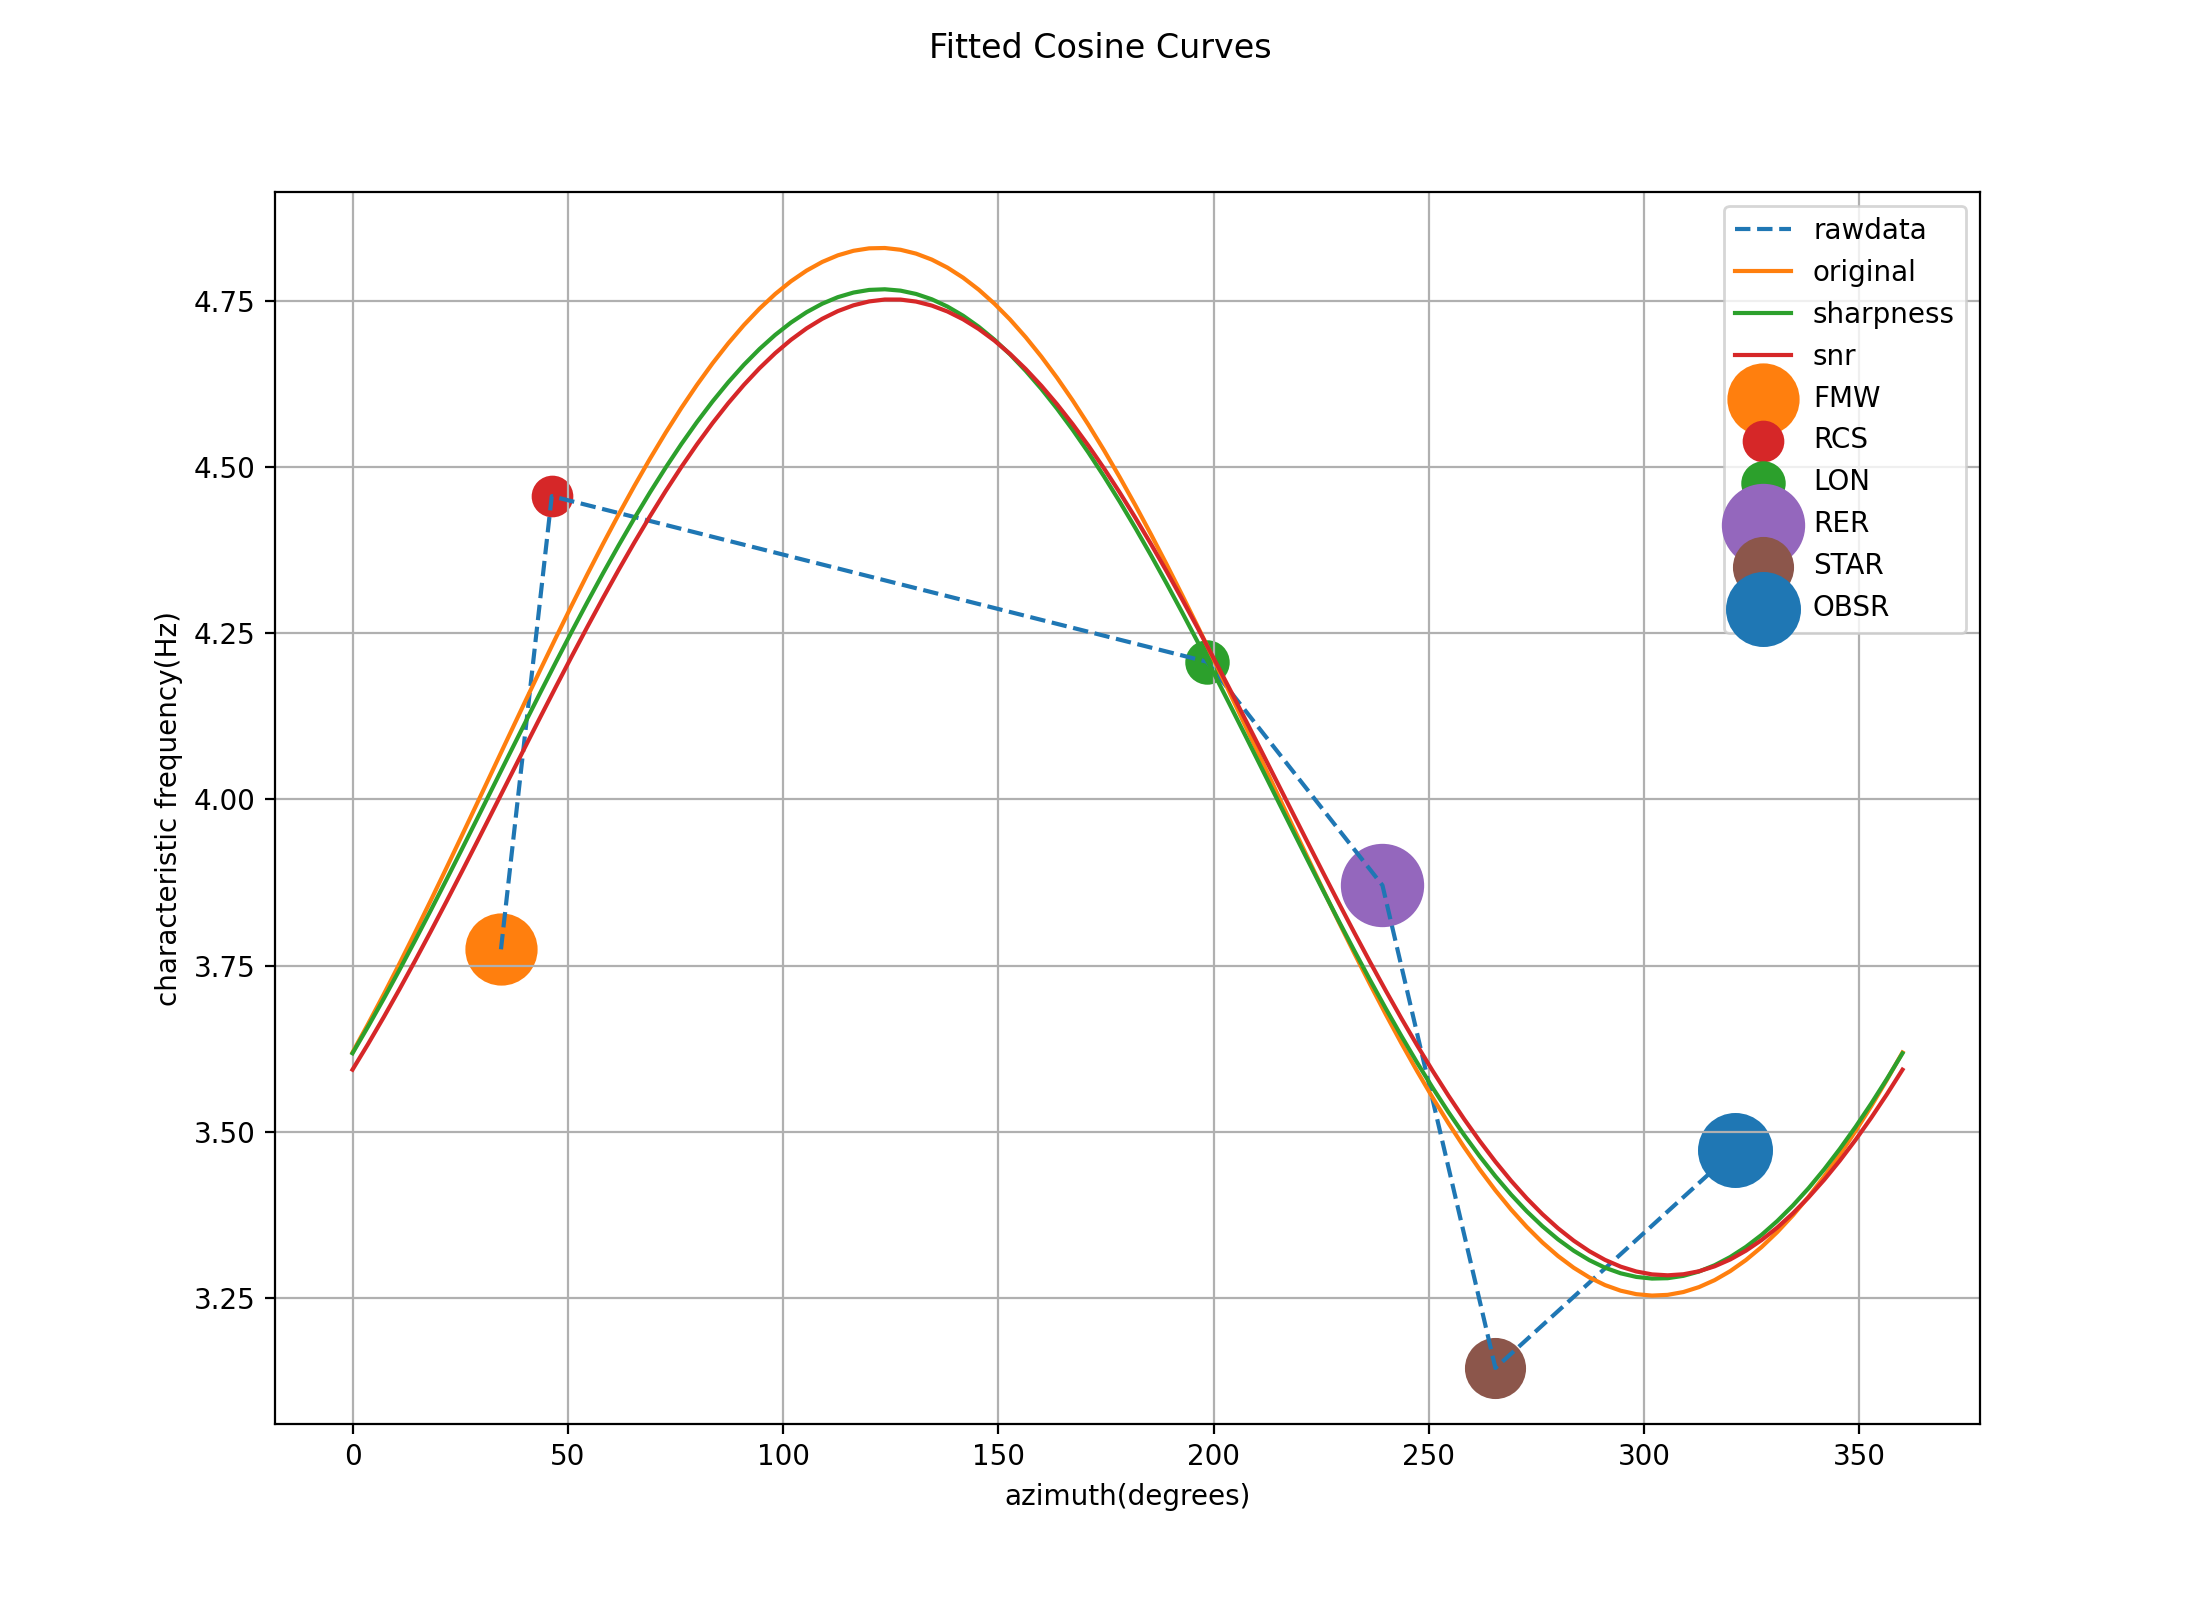 Fitted Cosine Curves
rawdata
original
sharpness
snr
FMW
RCS
LON
RER
STAR
OBSR
4.75
4.50
4.25
4.00
3.75
3.50
3.25
characteristic frequency(Hz)
0 50 100 150 200 250 300 350
azimuth(degrees)